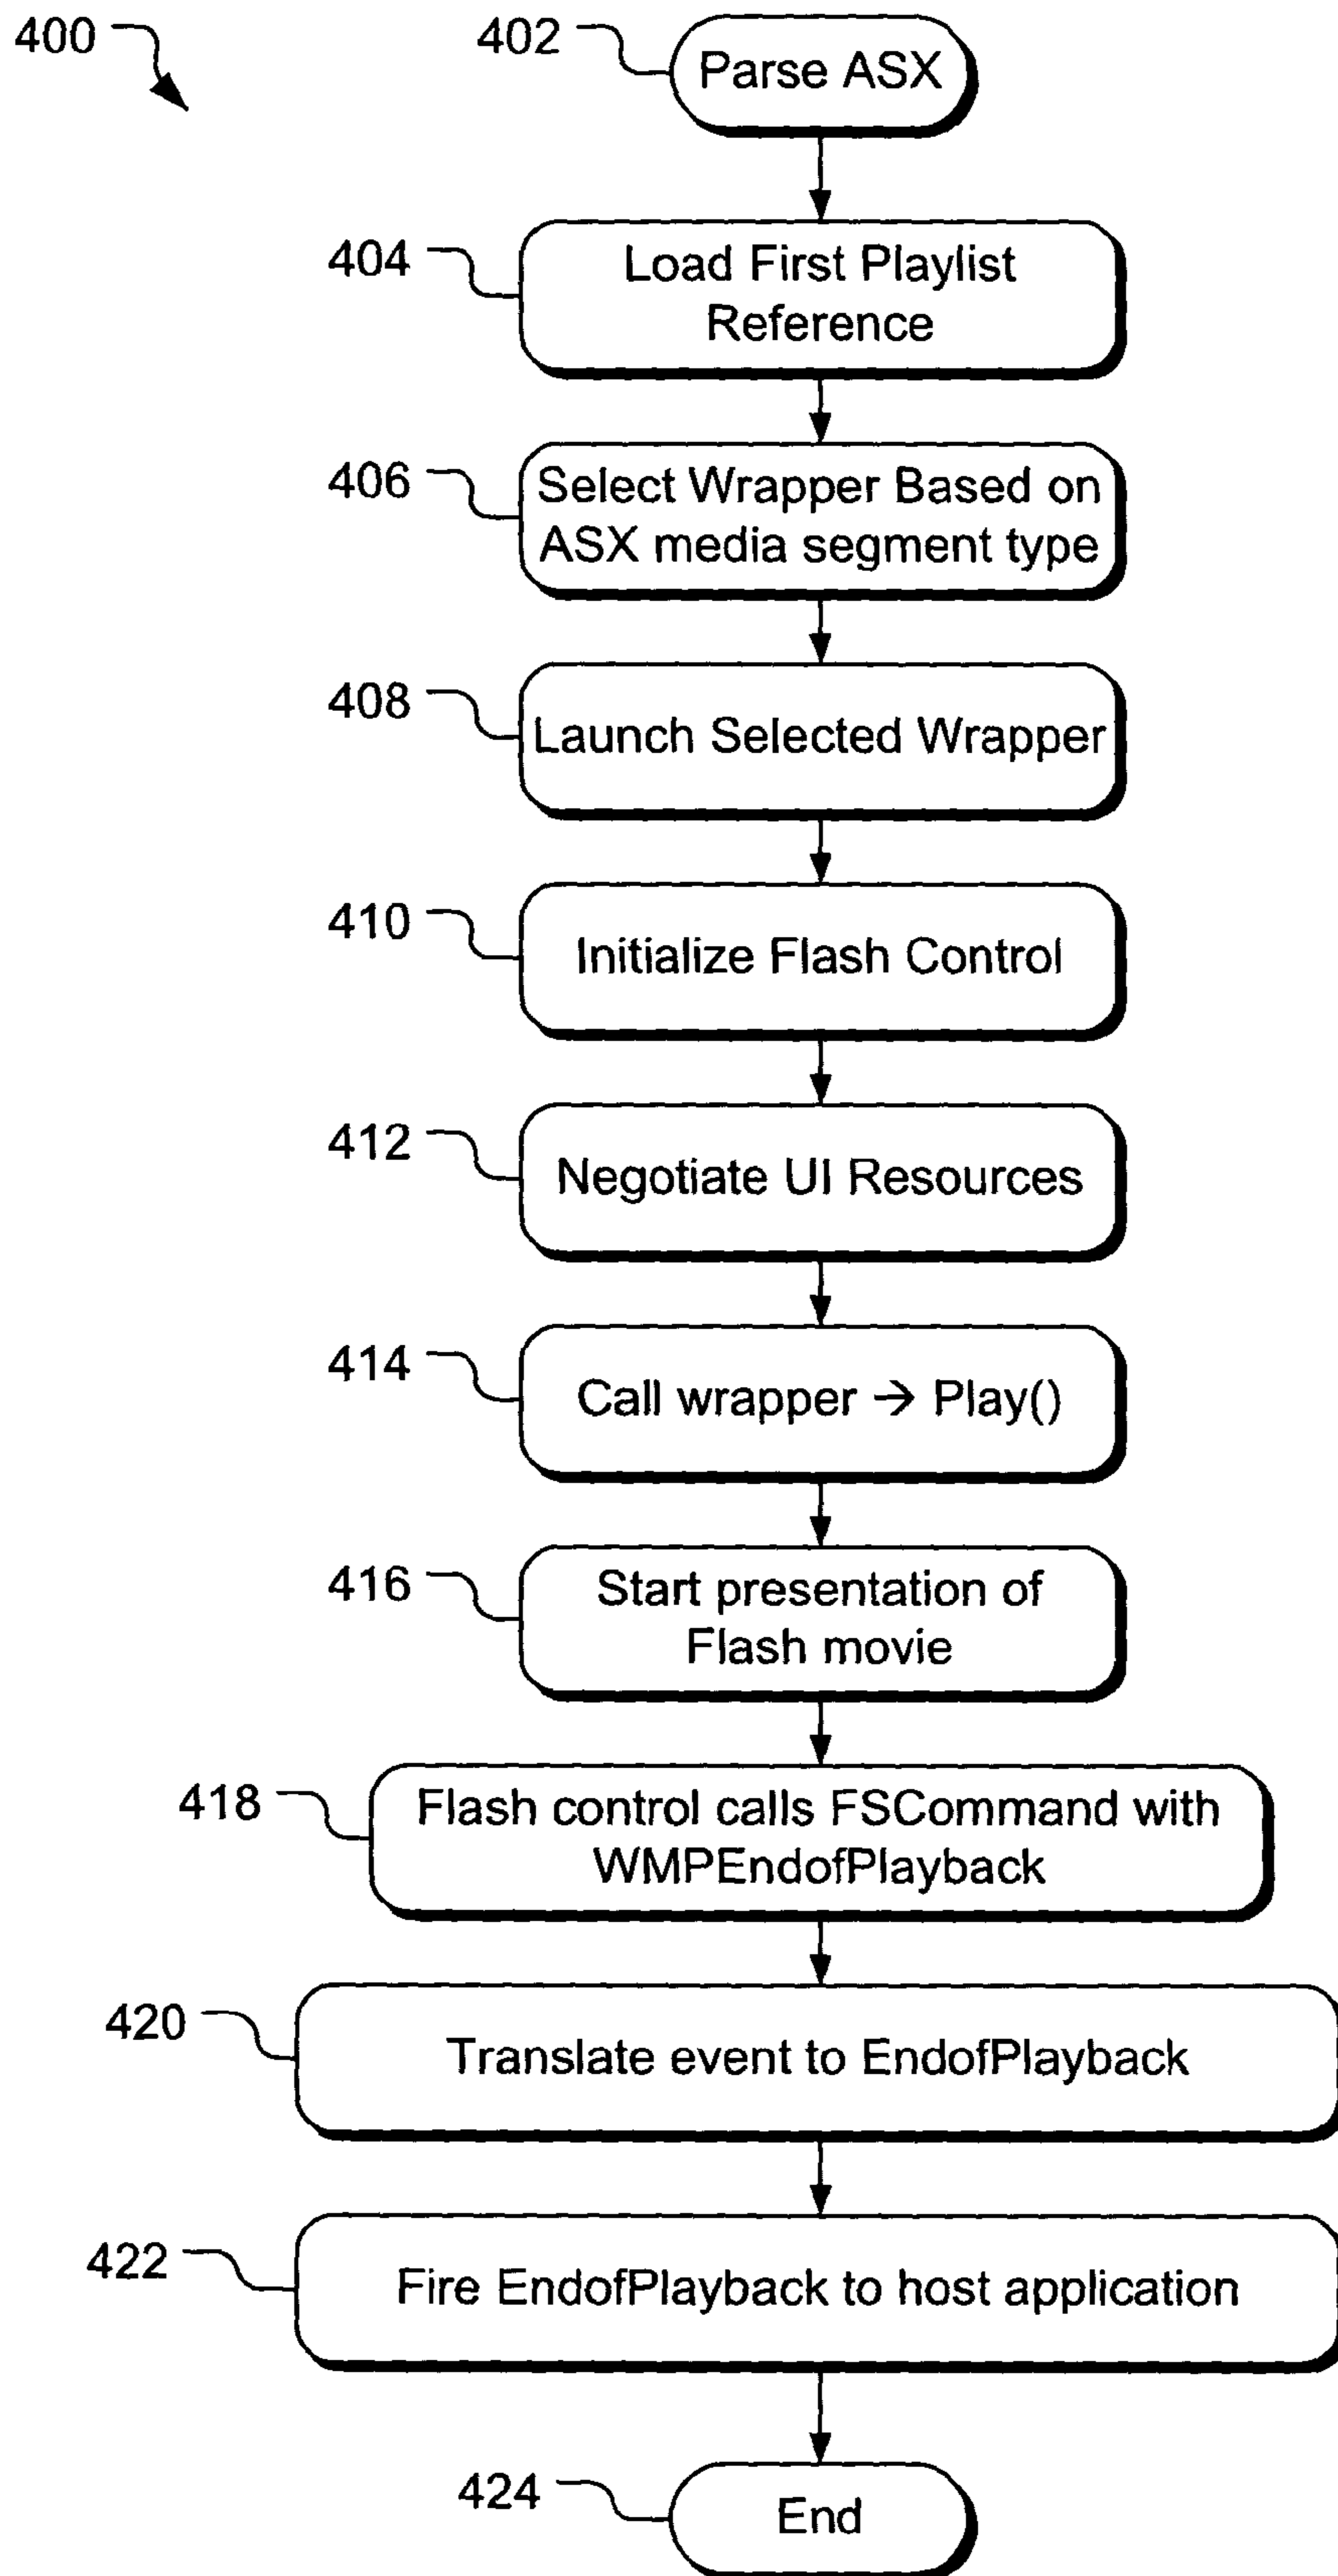 400
402
Parse ASX
404
Load First Playlist
Reference
406
Select Wrapper Based on
ASX media segment type
408
Launch Selected Wrapper
410
Initialize Flash Control
412
Negotiate UI Resources
414
Call wrapper → Play()
416
Start presentation of
Flash movie
418
Flash control calls FSCommand with
WMPEndofPlayback
420
Translate event to EndofPlayback
422
Fire EndofPlayback to host application
424
End